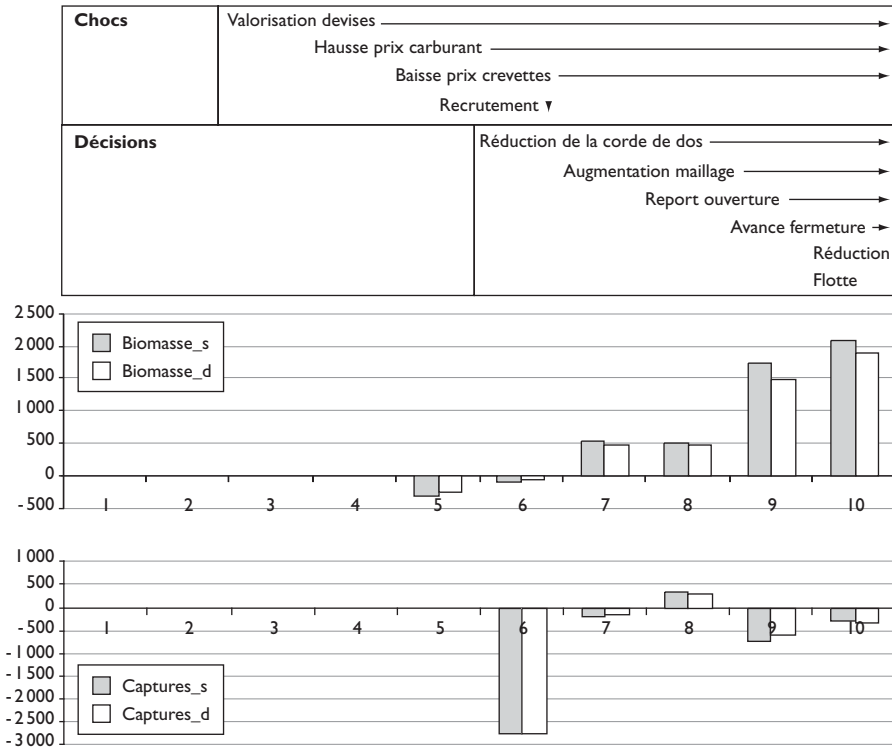 Chocs
Valorisation devises
Hausse prix carburant
Baisse prix crevettes
Recrutement
Décisions
Réduction de la corde de dos
Augmentation maillage
Report ouverture
Avance fermeture
Réduction
Flotte
2 500
2 000
1 500
1 000
500
0
- 500
Biomasse_s
Biomasse_d
1 2 3 4 5 6 7 8 9 10
1 000
500
0
- 500
- 1 000
- 1 500
- 2 000
- 2 500
- 3 000
1 2 3 4 5 6 7 8 9 10
Captures_s
Captures_d